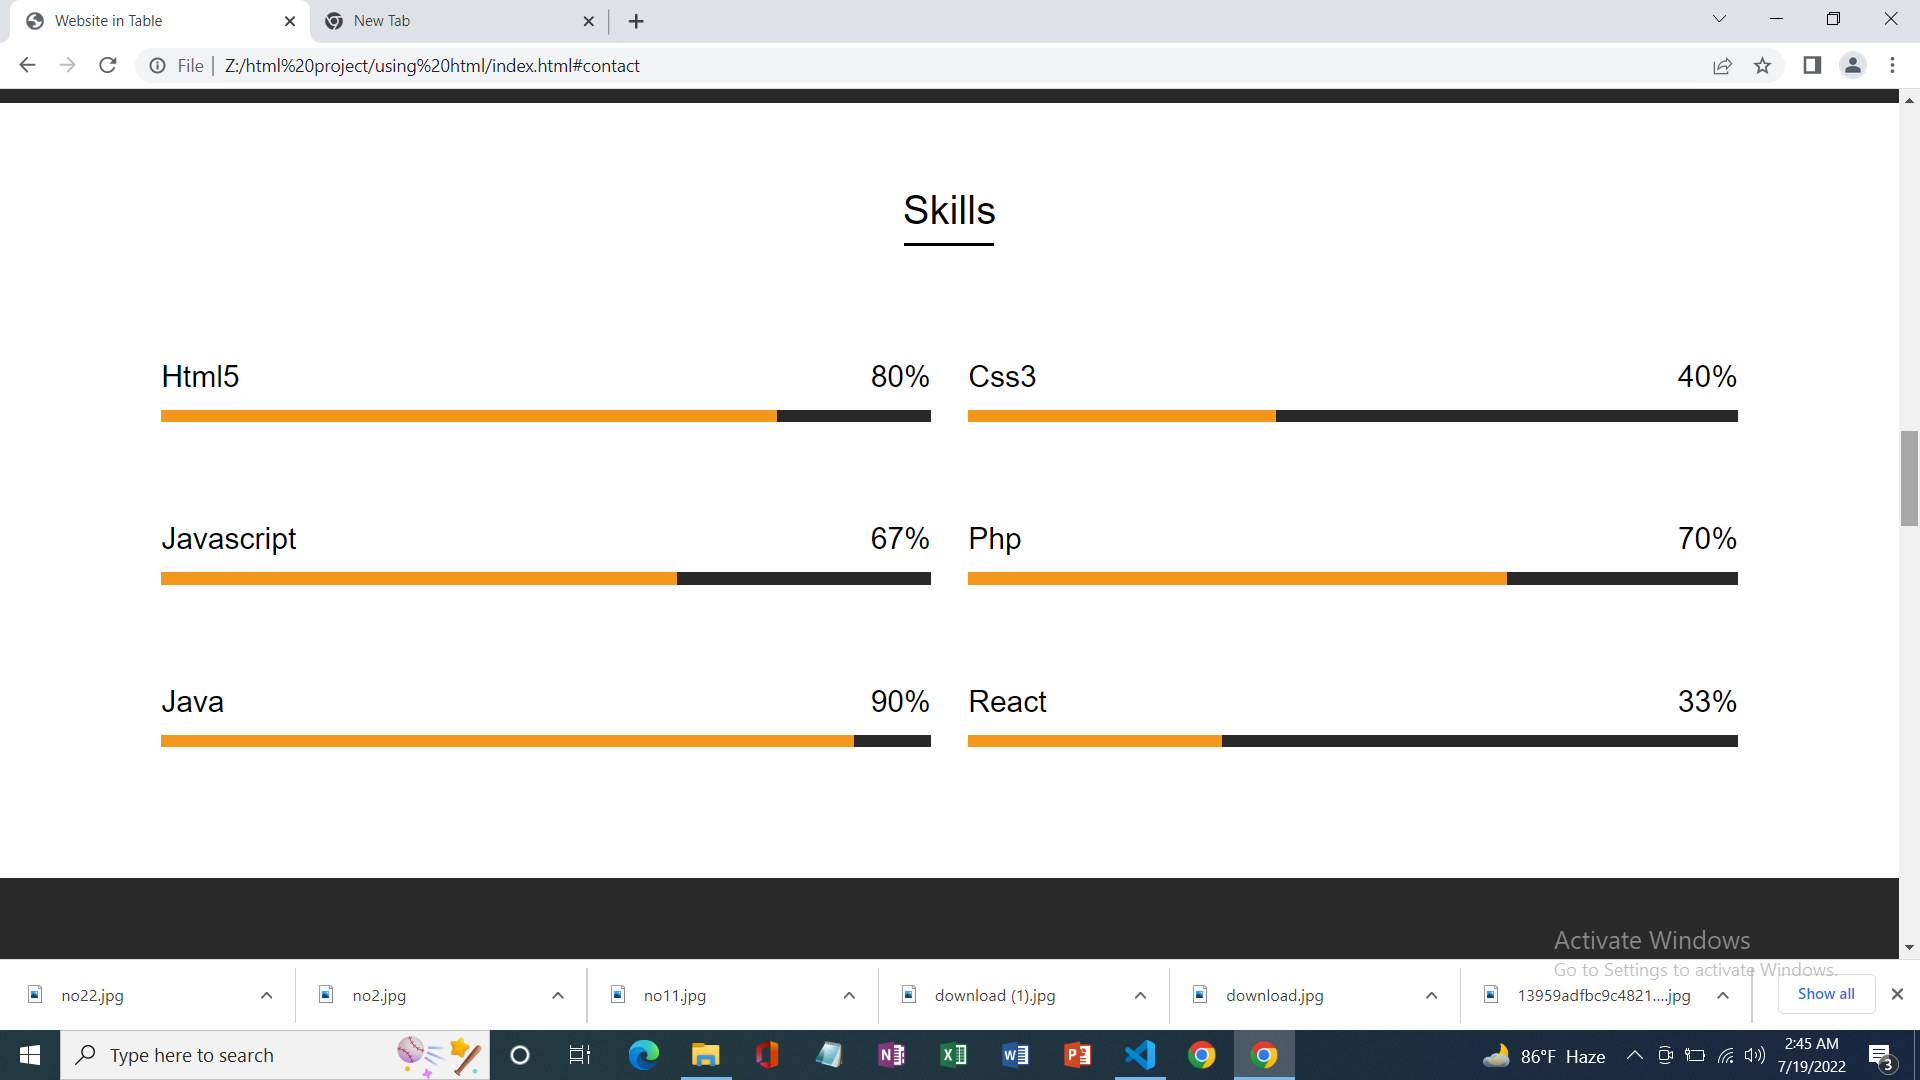 Website in Table
New Tab
File
Z:/html%20project/using%20html/index.html#contact
Skills
Html5 80%
Css3 40%
Javascript 67%
Php 70%
Java 90%
React 33%
Activate Windows
Go to Settings to activate Windows.
no22.jpg
no2.jpg
no11.jpg
download (1).jpg
download.jpg
13959adfbc9c4821....jpg
Show all
Type here to search
86°F Haze
2:45 AM
7/19/2022
3